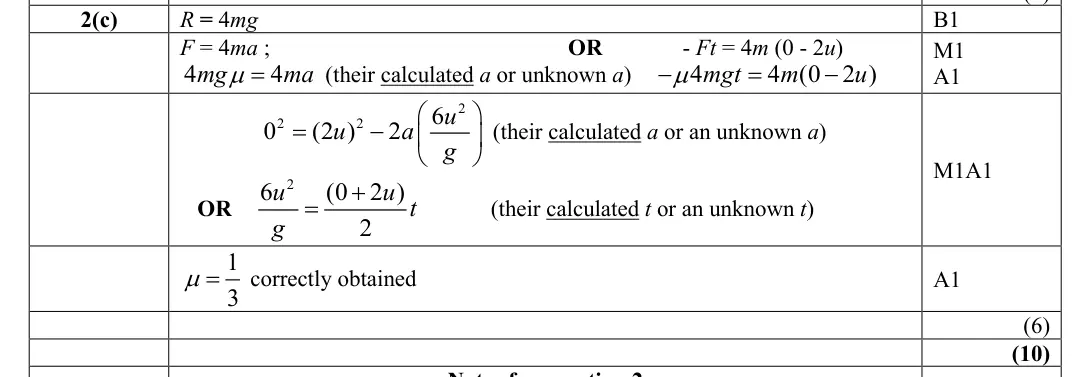 2(c) R = 4mg B1
F = 4ma ; OR - Ft = 4m (0 - 2u) M1
4mgμ = 4ma (their calculated a or unknown a) −μ4mgt = 4m(0 − 2u) A1
0² = (2u)² − 2a(6u²/g) (their calculated a or an unknown a)
M1A1
OR 6u²/g = (0 + 2u)/2 t (their calculated t or an unknown t)
μ = 1/3 correctly obtained A1
(6)
(10)